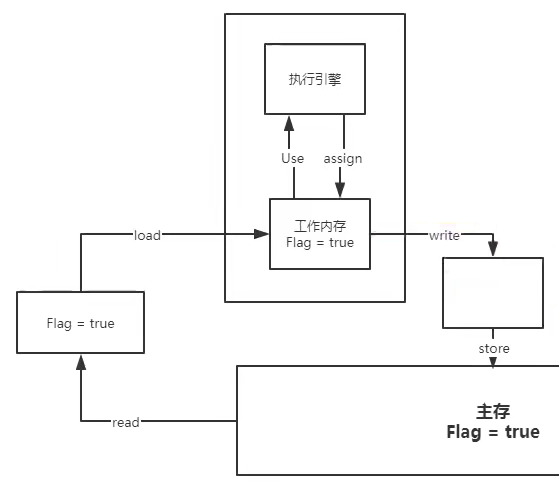 执行引擎
Use
assign
工作内存
Flag = true
load
write
Flag = true
store
主存
Flag = true
read